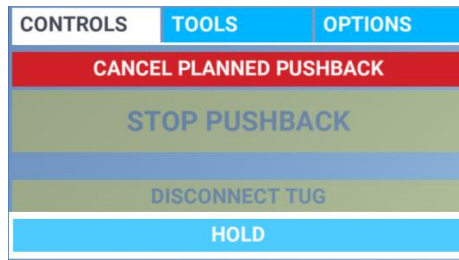 CONTROLS TOOLS OPTIONS
CANCEL PLANNED PUSHBACK
STOP PUSHBACK
DISCONNECT TUG
HOLD